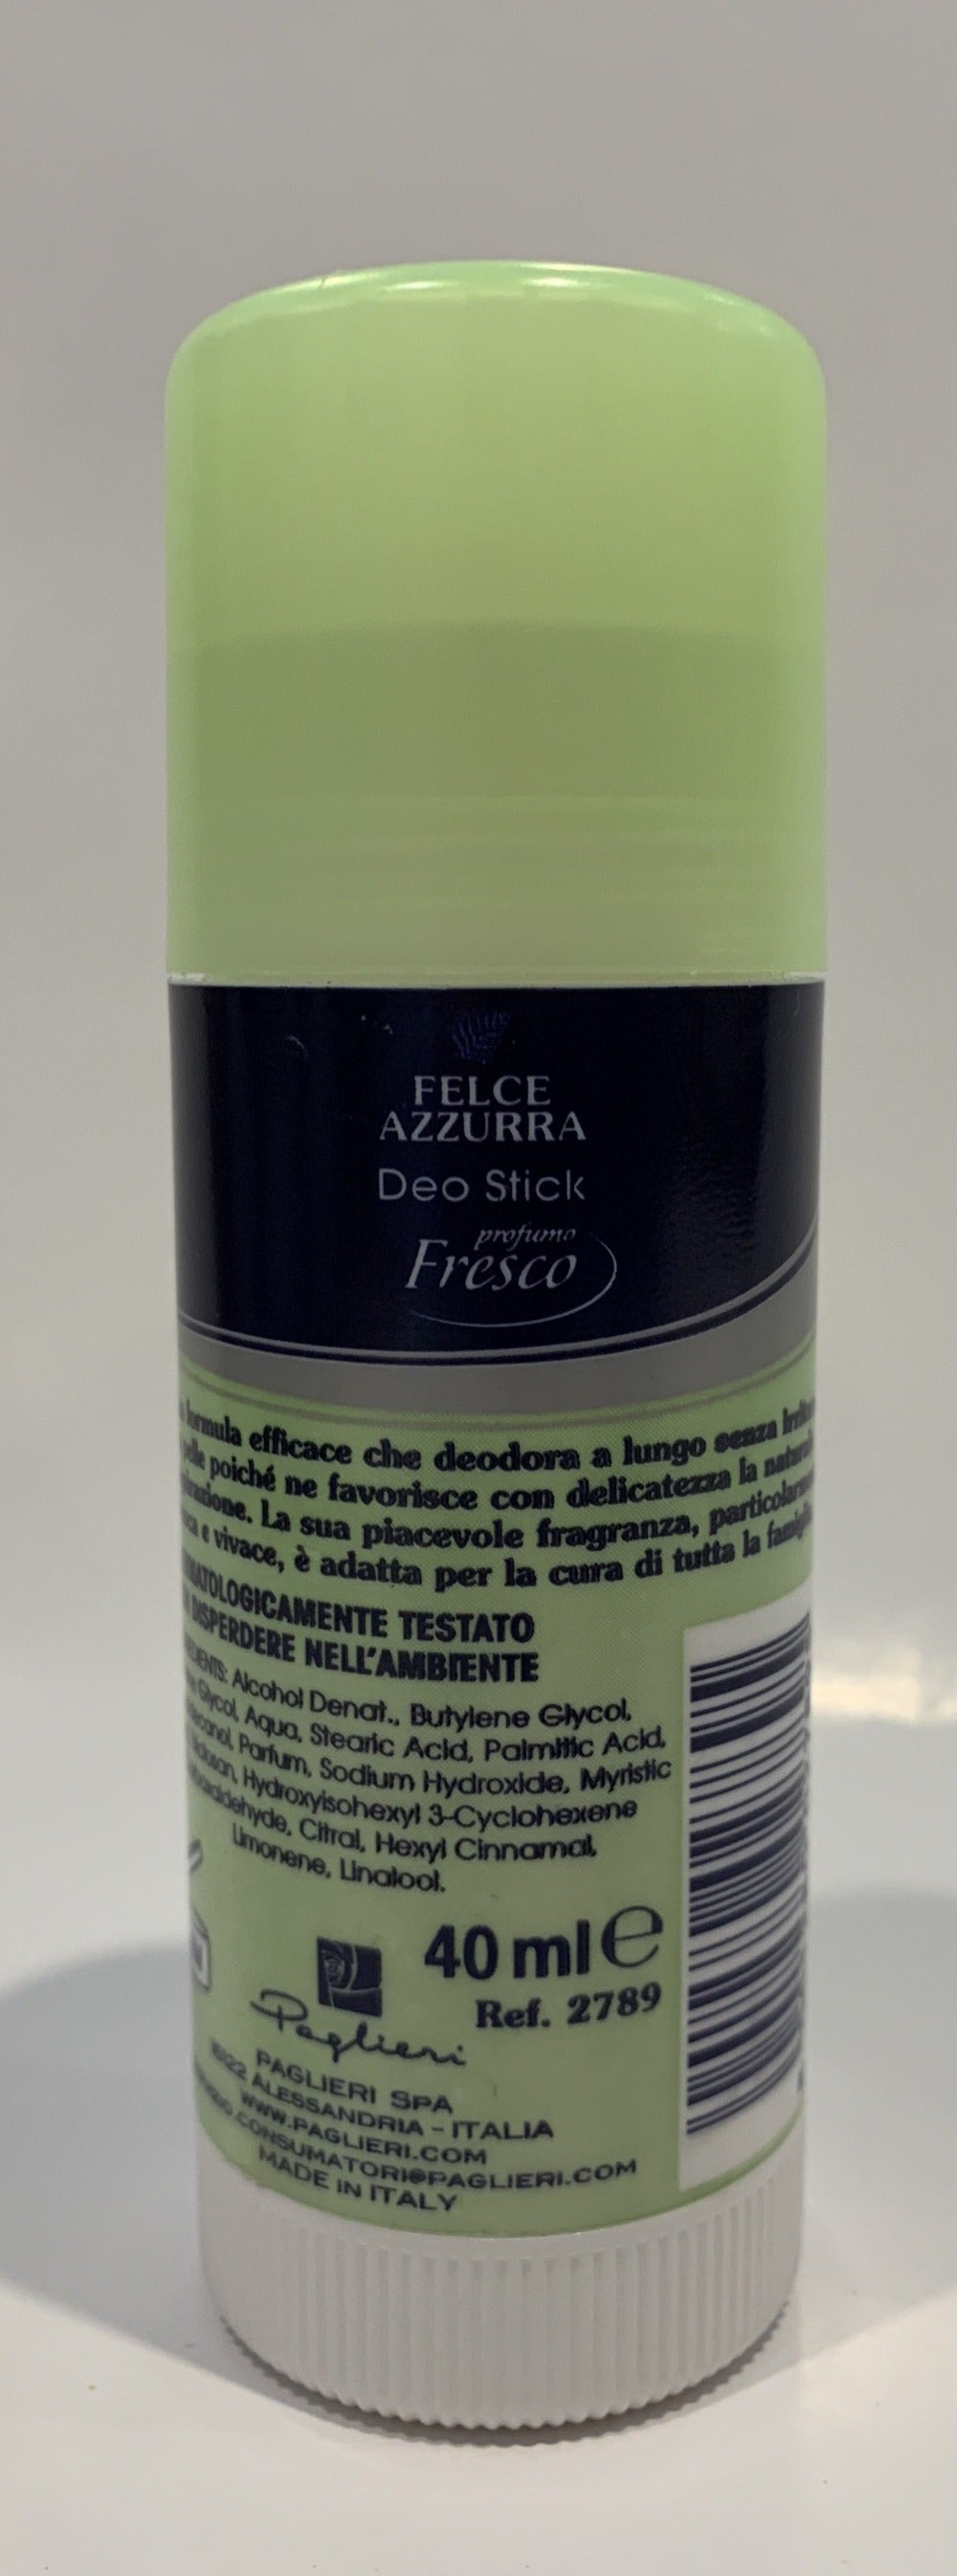 FELCE
AZZURRA
Deo Stick
profumo
Fresco
formula efficace che deodora a lungo senza
poiché ne favorisce con delicatezza la
La sua piacevole fragranza,
e vivace, è adatta per la cura di tutta la
TESTATO
DISPERDERE NELL'AMBIENTE
Alcohol Denat., Butylene Glycol,
Glycol, Aqua, Stearic Acid, Palmitic Acid,
Parfum, Sodium Hydroxide, Myristic
Hydroxyisohexyl 3-Cyclohexene
Citral, Hexyl Cinnamal,
Limonene, Linalool.
40 ml e
Ref. 2789
Paglieri
PAGLIERI SPA
ALESSANDRIA - ITALIA
WWW.PAGLIERI.COM
CONSUMATORI@PAGLIERI.COM
MADE IN ITALY